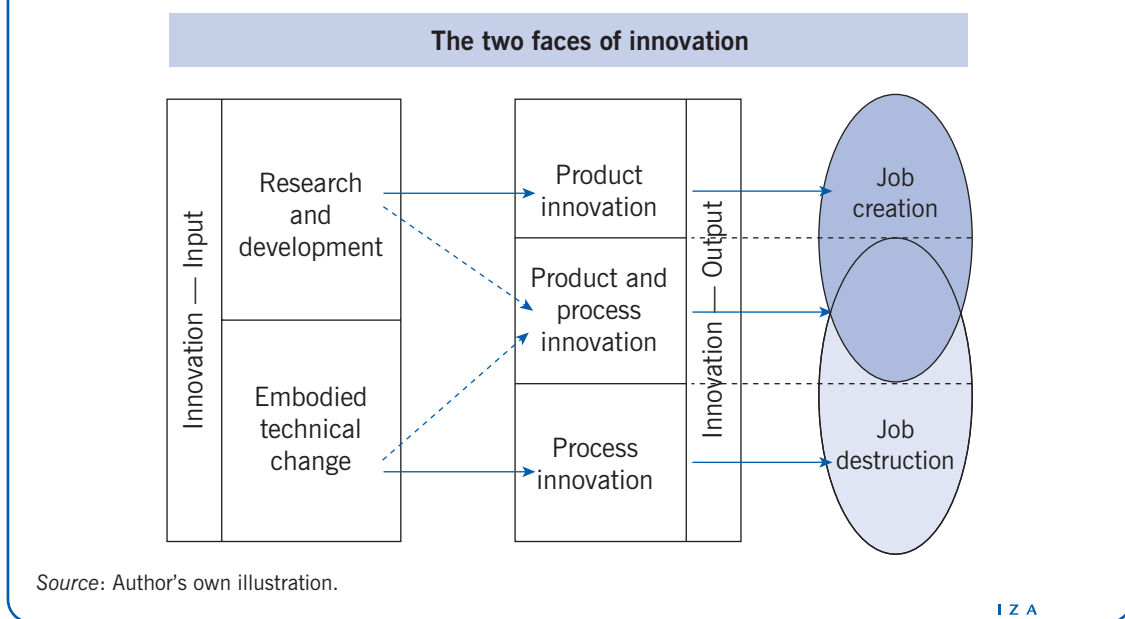 The two faces of innovation
Innovation — Input
Research
and
development
Embodied
technical
change
Product
innovation
Product and
process
innovation
Process
innovation
Innovation — Output
Job
creation
Job
destruction
Source: Author's own illustration.
I Z A